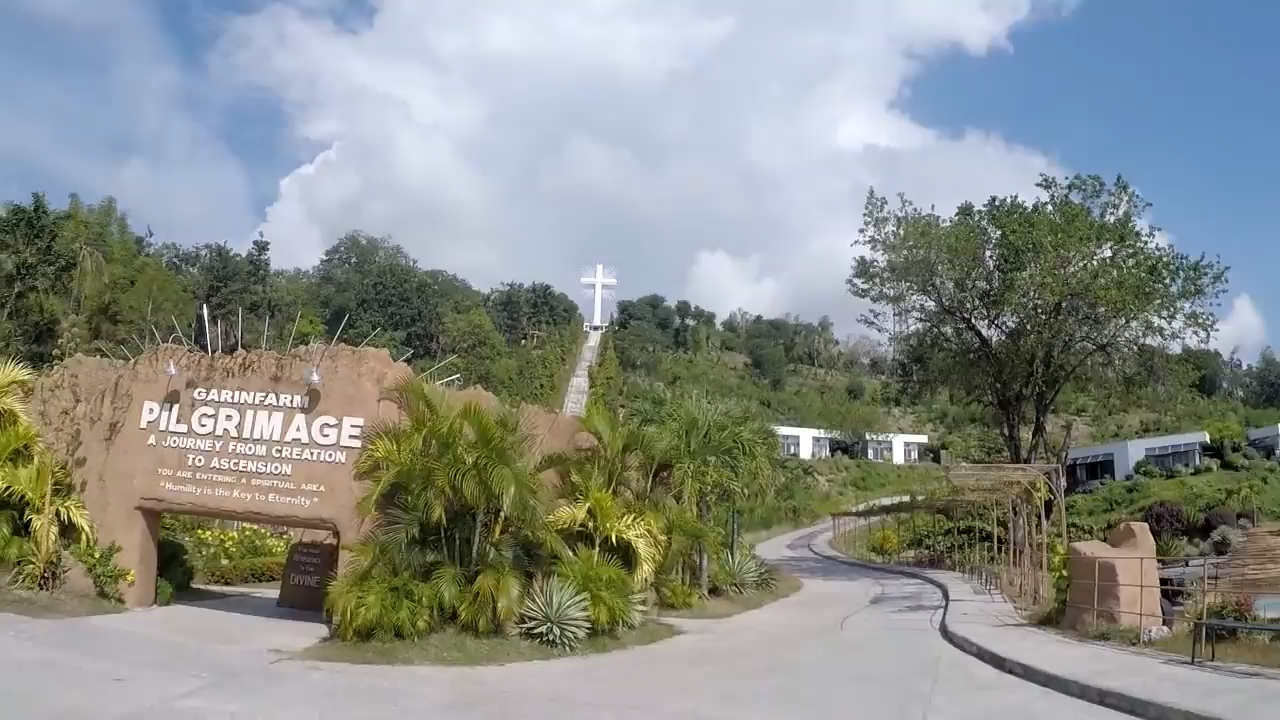 GARINFARM
PiLGRIMAGE
A JOURNEY FROM CREATION
TO ASCENSION
YOU ARE ENTERING A SPIRITUAL AREA
"Humility is the Key to Eternity"
DIVINE